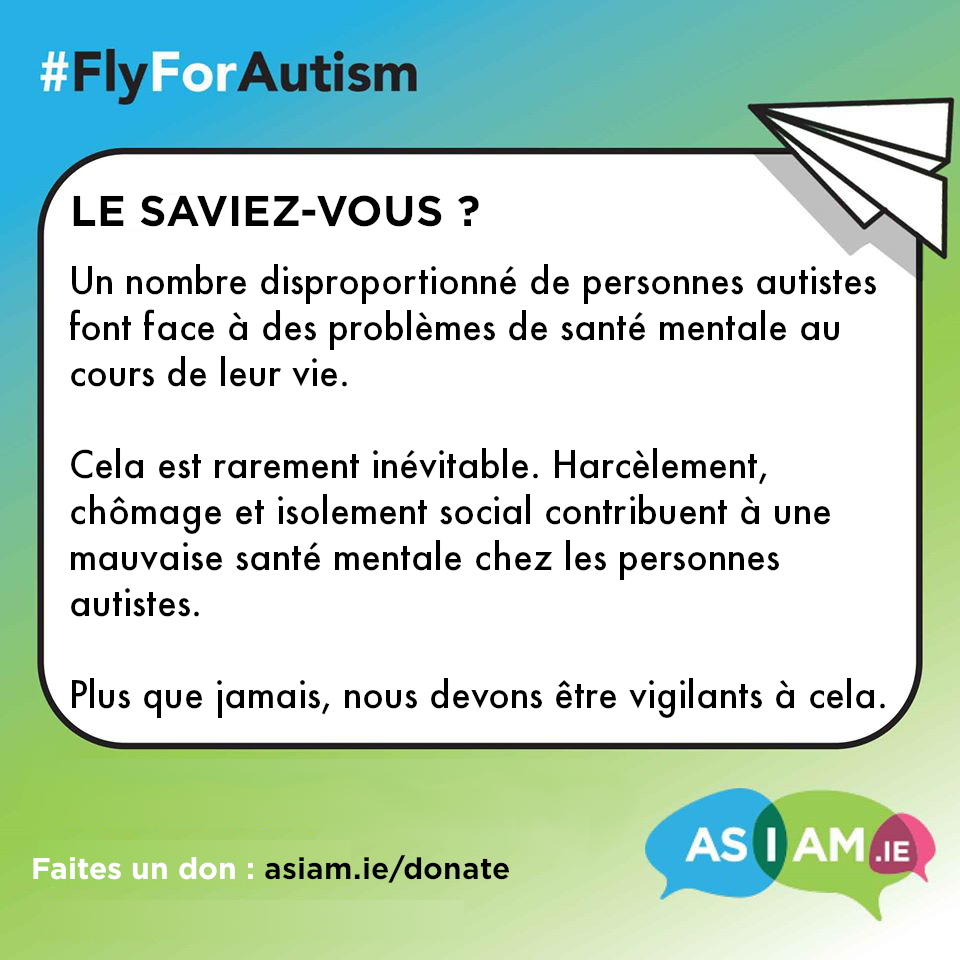 #FlyForAutism
LE SAVIEZ-VOUS ?
Un nombre disproportionné de personnes autistes
font face à des problèmes de santé mentale au
cours de leur vie.
Cela est rarement inévitable. Harcèlement,
chômage et isolement social contribuent à une
mauvaise santé mentale chez les personnes
autistes.
Plus que jamais, nous devons être vigilants à cela.
Faites un don : asiam.ie/donate
AS I AM.IE